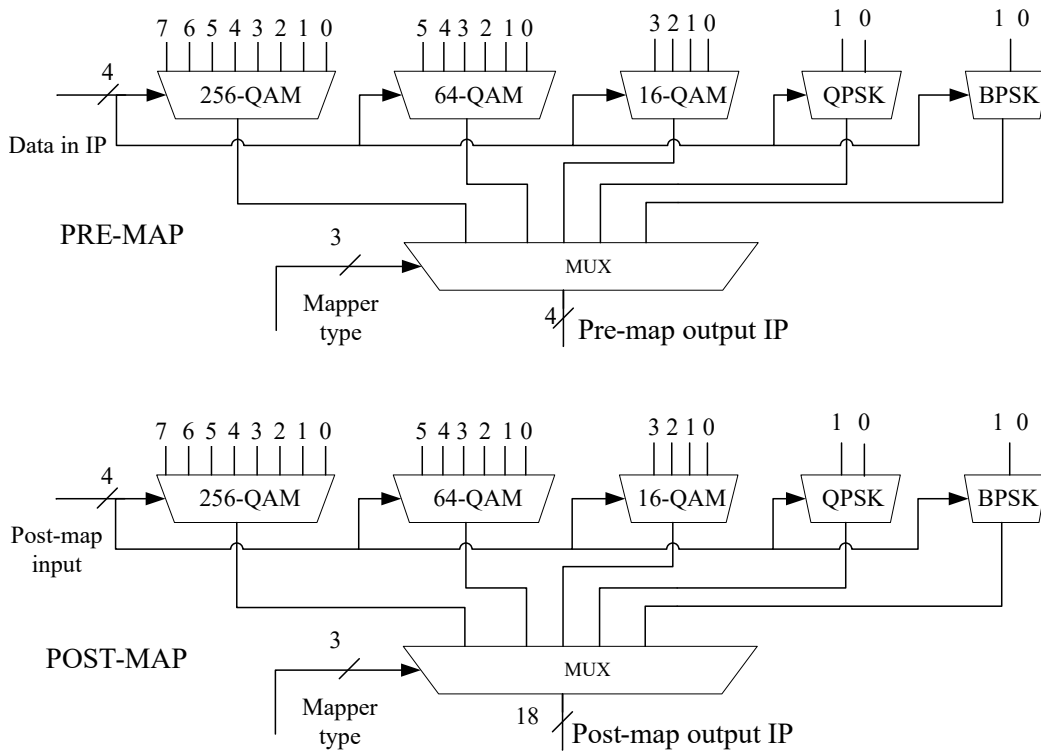 7 6 5 4 3 2 1 0 5 4 3 2 1 0 3 2 1 0 1 0 1 0
4 256-QAM 64-QAM 16-QAM QPSK BPSK
Data in IP
PRE-MAP
3
MUX
Mapper
type
4 Pre-map output IP
7 6 5 4 3 2 1 0 5 4 3 2 1 0 3 2 1 0 1 0 1 0
4 256-QAM 64-QAM 16-QAM QPSK BPSK
Post-map
input
POST-MAP
3
MUX
Mapper
type
18 Post-map output IP